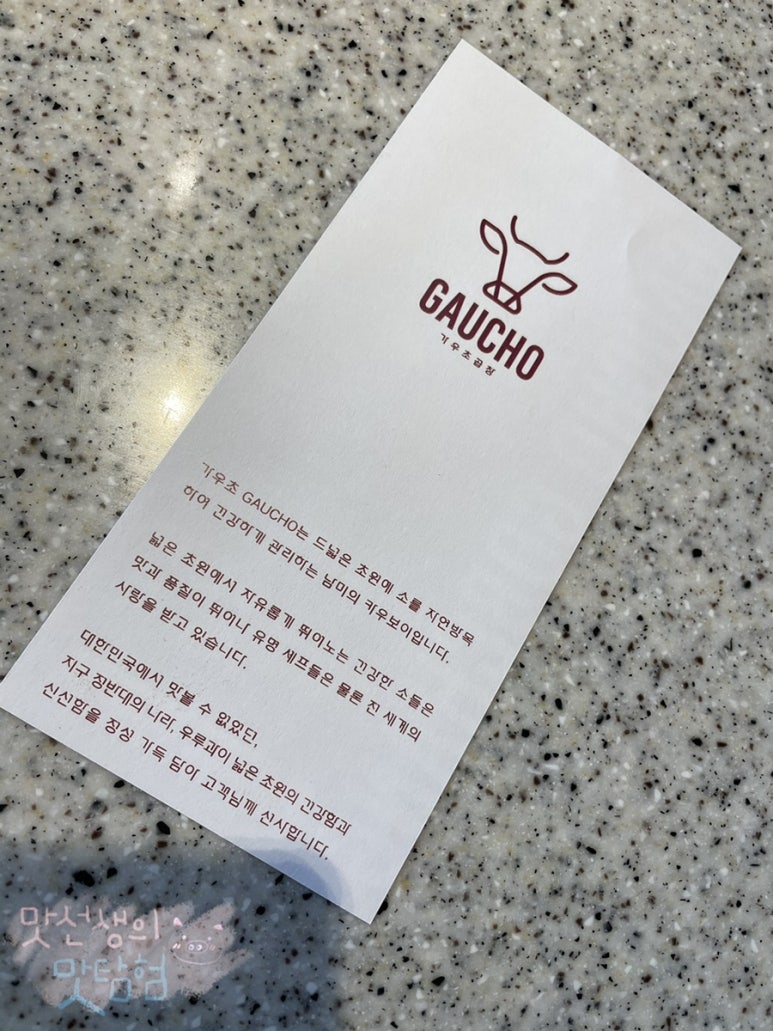 GAUCHO
가우초곱창
가우초 GAUCHO는 드넓은 초원에 소를 자연방목
하여 건강하게 관리하는 남미의 카우보이입니다.
넓은 초원에서 자유롭게 뛰어노는 건강한 소들은
맛과 품질이 뛰어나 유명 셰프들은 물론 전 세계의
사랑을 받고 있습니다.
대한민국에서 맛볼 수 없었던,
지구 정반대의 나라, 우루과이 넓은 초원의 건강함과
신선함을 정성 가득 담아 고객님께 선사합니다.
맛선생의
맛탐험